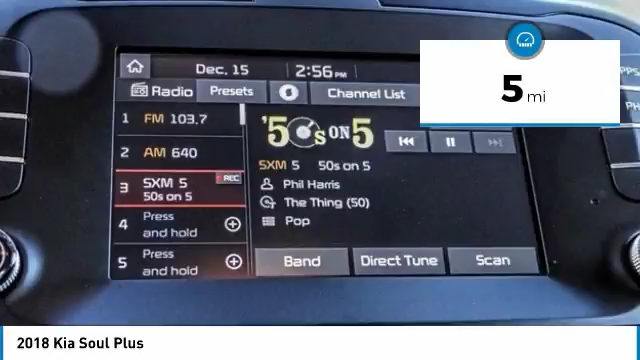 Dec. 15
2:56 PM
5 mi
Radio
Presets
Channel List
1 FM 103.7
2 AM 640
3 SXM 5
REC
50s on 5
4 Press
and hold
5 Press
and hold
'50s ON 5
SXM 5 50s on 5
Phil Harris
The Thing (50)
Pop
Band
Direct Tune
Scan
2018 Kia Soul Plus